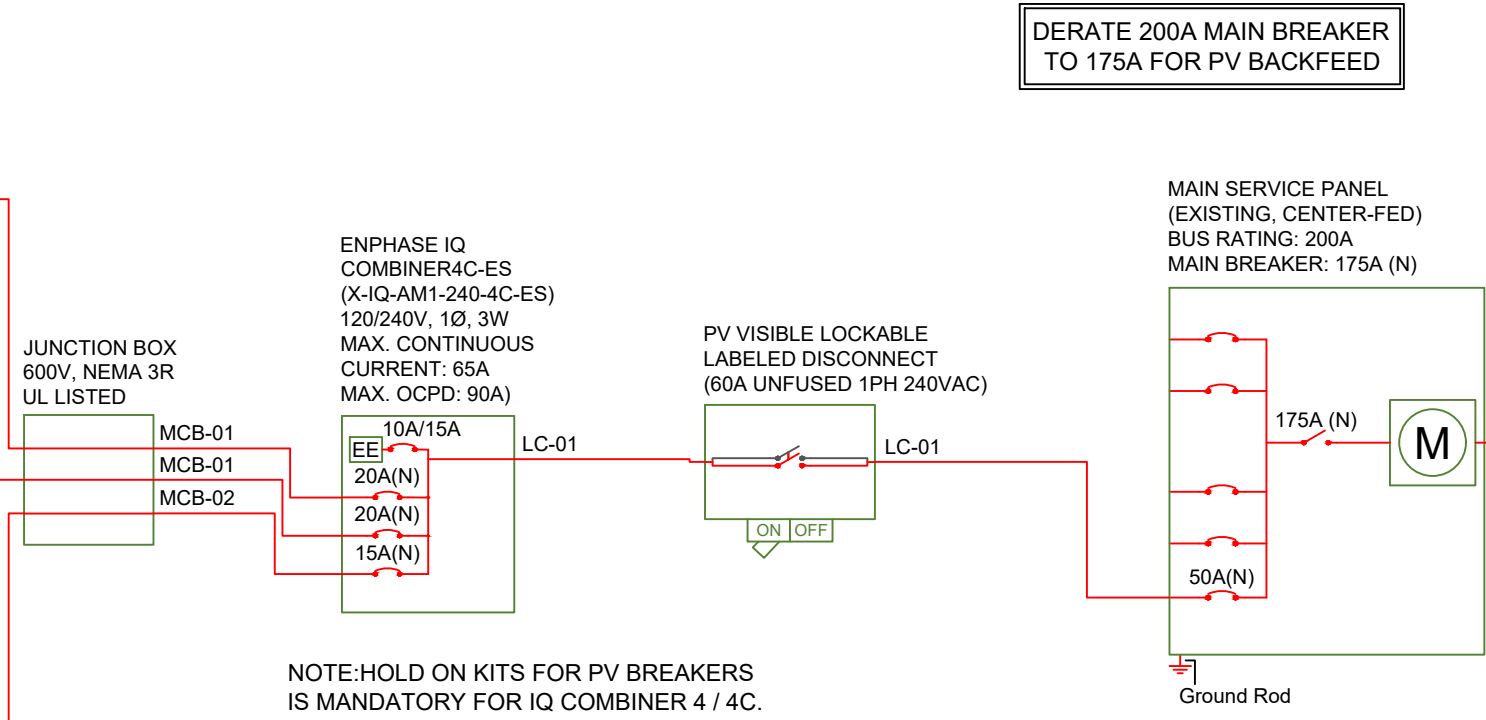 DERATE 200A MAIN BREAKER
TO 175A FOR PV BACKFEED
MAIN SERVICE PANEL
(EXISTING, CENTER-FED)
BUS RATING: 200A
MAIN BREAKER: 175A (N)
ENPHASE IQ
COMBINER4C-ES
(X-IQ-AM1-240-4C-ES)
120/240V, 1Ø, 3W
MAX. CONTINUOUS
CURRENT: 65A
MAX. OCPD: 90A)
PV VISIBLE LOCKABLE
LABELED DISCONNECT
(60A UNFUSED 1PH 240VAC)
JUNCTION BOX
600V, NEMA 3R
UL LISTED
MCB-01
MCB-01
MCB-02
10A/15A
EE
20A(N)
20A(N)
15A(N)
LC-01
LC-01
ON OFF
175A (N)
M
50A(N)
Ground Rod
NOTE:HOLD ON KITS FOR PV BREAKERS
IS MANDATORY FOR IQ COMBINER 4 / 4C.